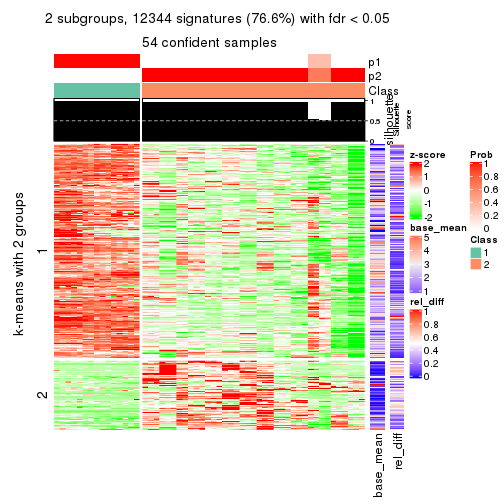 2 subgroups, 12344 signatures (76.6%) with fdr < 0.05
54 confident samples
p1
p2
Class
1
0.5
0
silhouette
Silhouette
score
k-means with 2 groups
1
2
base_mean
rel_diff
z-score
2
1
0
-1
-2
base_mean
5
4
3
2
1
rel_diff
1
0.8
0.6
0.4
0.2
0
Prob
1
0.8
0.6
0.4
0.2
0
Class
1
2